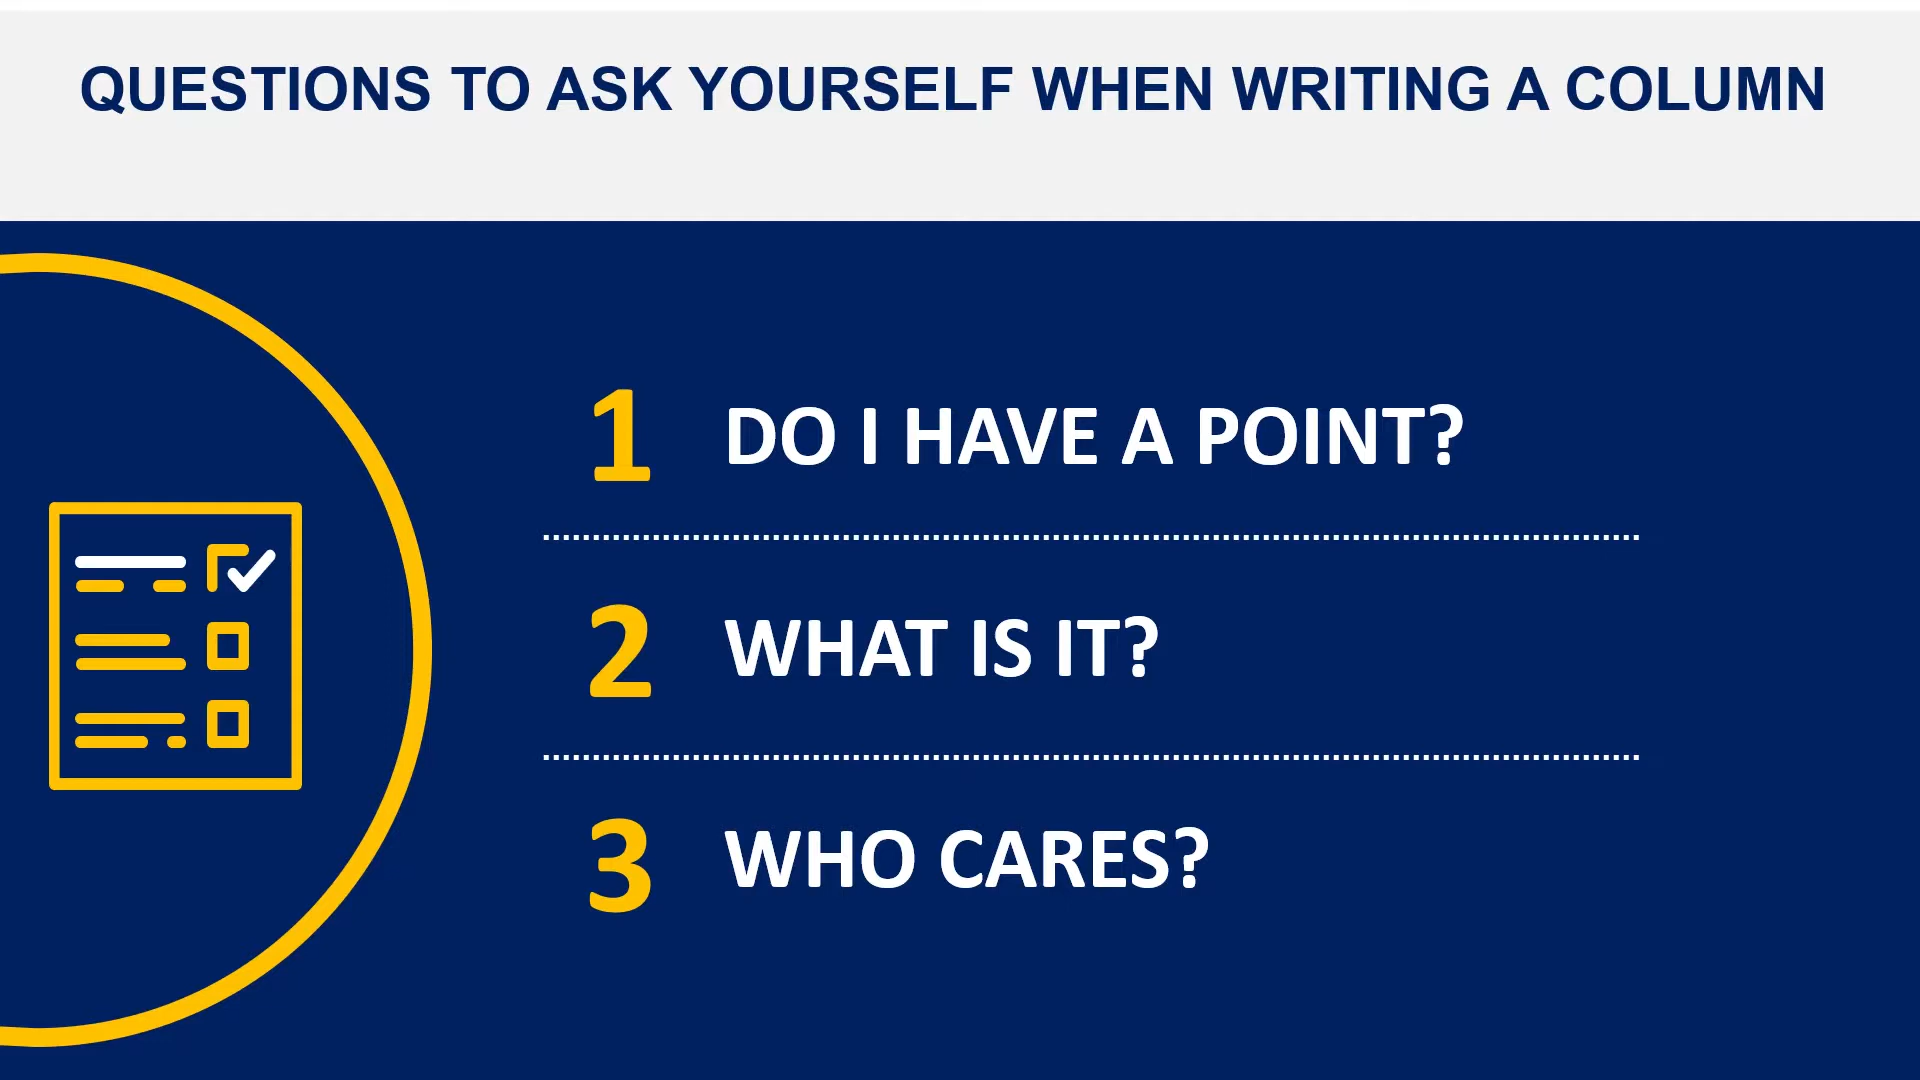 QUESTIONS TO ASK YOURSELF WHEN WRITING A COLUMN
1 DO I HAVE A POINT?
2 WHAT IS IT?
3 WHO CARES?